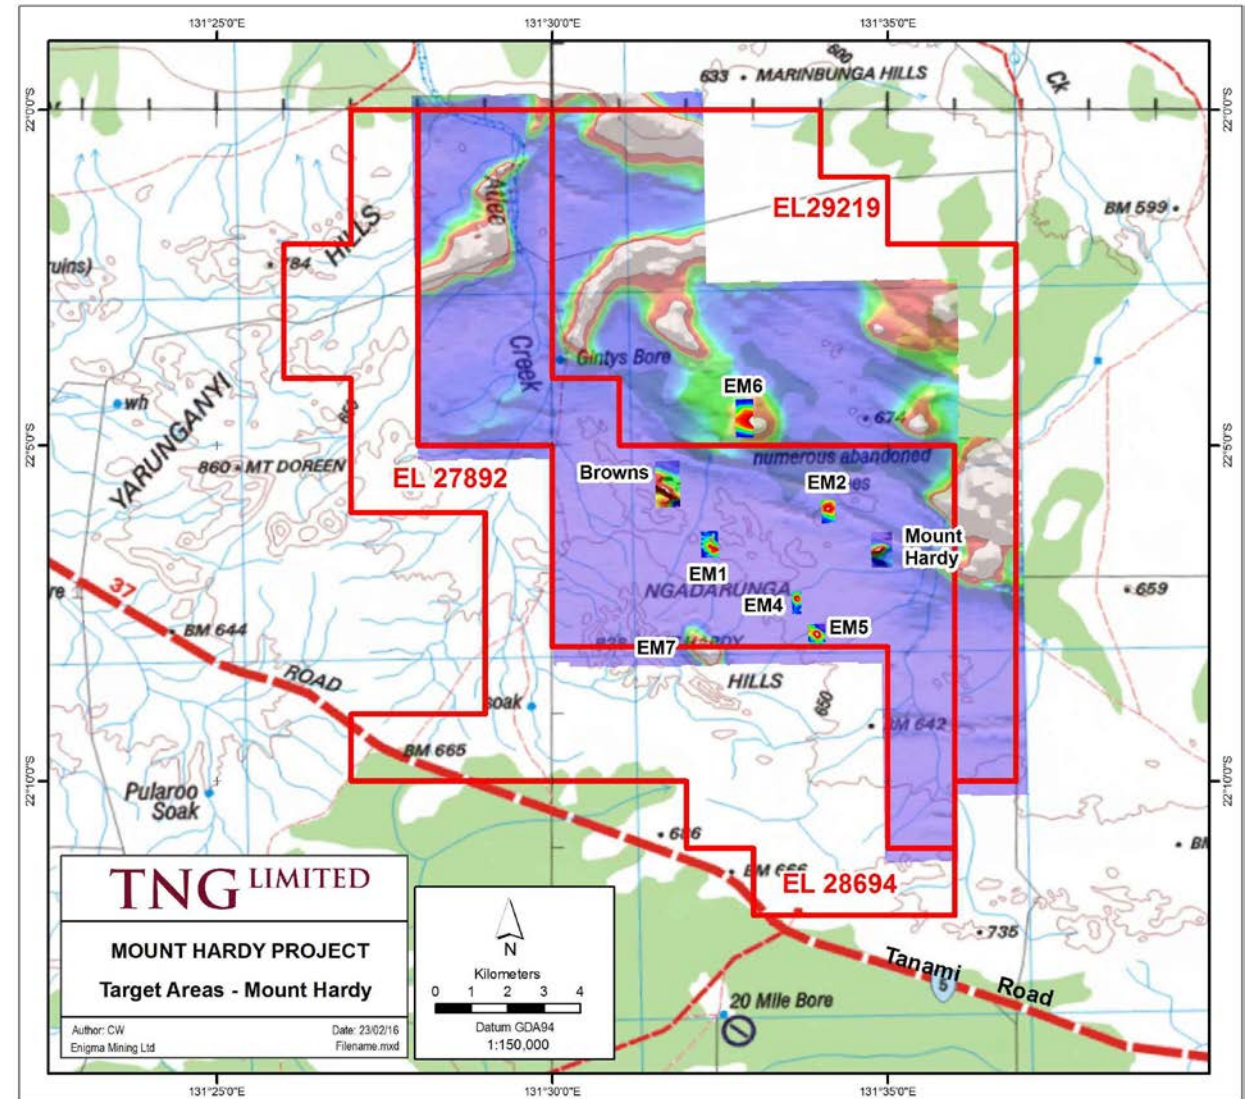 131°25'0"E 131°30'0"E 131°35'0"E
600
633 MARINBUNGA HILLS
Ck
22°0'0"S 22°0'0"S
EL29219
BM 599
HILLS
784
ruins)
Creek
Gintys Bore
EM6
wh
YARUNGANYI
674
22°5'0"S 22°5'0"S
860 MT DOREEN
EL 27892
numerous abandoned
Browns
EM2
Mount
Hardy
EM1
NGADARUNGA
EM4
659
37
BM 644
EM5
EM7
HARDY
ROAD
HILLS
650
soak
BM 642
BM 665
22°10'0"S 22°10'0"S
Pularoo
Soak
686
BM 666
EL 28694
735
Tanami Road
5
20 Mile Bore
TNG LIMITED
MOUNT HARDY PROJECT
Target Areas - Mount Hardy
Author: CW Date: 23/02/16
Enigma Mining Ltd Filename.mxd
N
Kilometers
0 1 2 3 4
Datum GDA94
1:150,000
131°25'0"E 131°30'0"E 131°35'0"E